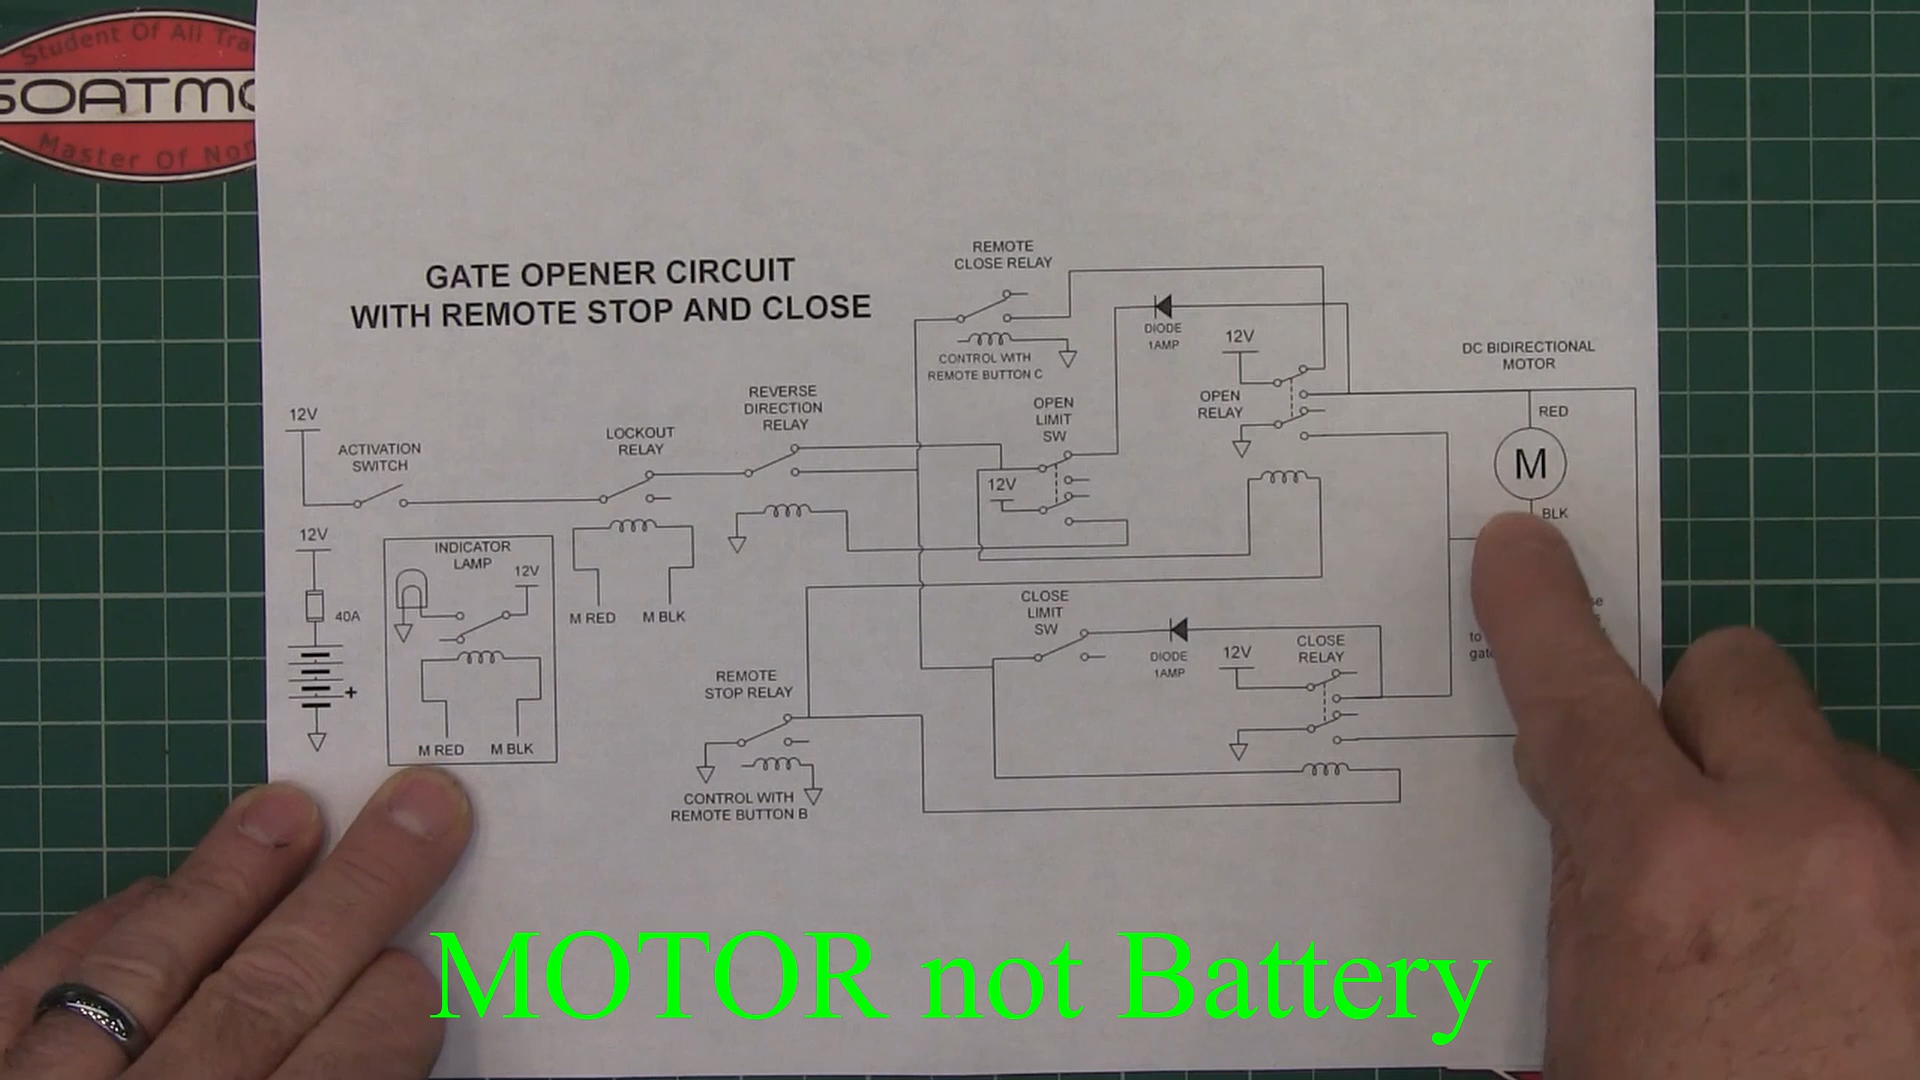 Student Of All Tra
GOATMO
Master Of Non
GATE OPENER CIRCUIT
WITH REMOTE STOP AND CLOSE
REMOTE
CLOSE RELAY
CONTROL WITH
REMOTE BUTTON C
DIODE
1AMP
12V
OPEN
RELAY
DC BIDIRECTIONAL
MOTOR
RED
M
BLK
12V
ACTIVATION
SWITCH
LOCKOUT
RELAY
REVERSE
DIRECTION
RELAY
OPEN
LIMIT
SW
12V
12V
40A
+
INDICATOR
LAMP
12V
M RED M BLK
M RED M BLK
CLOSE
LIMIT
SW
DIODE
1AMP
12V
CLOSE
RELAY
to
gate
REMOTE
STOP RELAY
CONTROL WITH
REMOTE BUTTON B
MOTOR not Battery